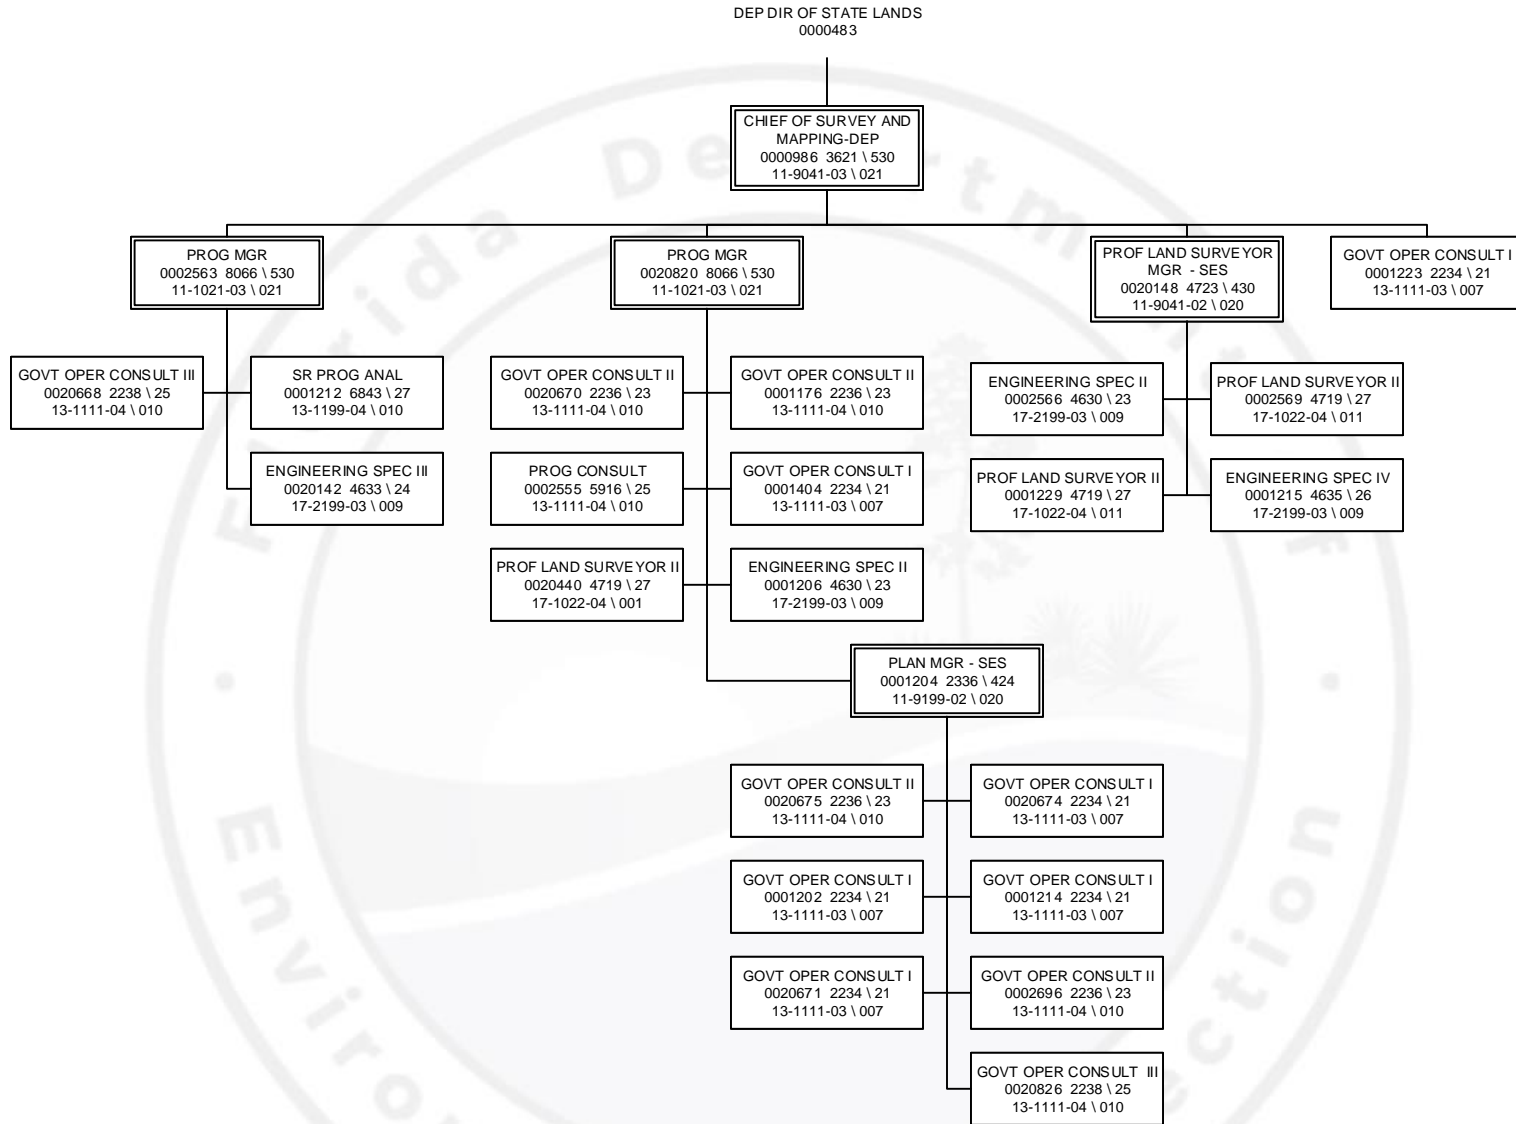 DEP DIR OF STATE LANDS
0000483
CHIEF OF SURVEY AND
MAPPING-DEP
0000986 3621 \ 530
11-9041-03 \ 021
PROG MGR
0002563 8066 \ 530
11-1021-03 \ 021
PROG MGR
0020820 8066 \ 530
11-1021-03 \ 021
PROF LAND SURVEYOR
MGR - SES
0020148 4723 \ 430
11-9041-02 \ 020
GOVT OPER CONSULT I
0001223 2234 \ 21
13-1111-03 \ 007
GOVT OPER CONSULT III
0020668 2238 \ 25
13-1111-04 \ 010
SR PROG ANAL
0001212 6843 \ 27
13-1199-04 \ 010
GOVT OPER CONSULT II
0020670 2236 \ 23
13-1111-04 \ 010
GOVT OPER CONSULT II
0001176 2236 \ 23
13-1111-04 \ 010
ENGINEERING SPEC II
0002566 4630 \ 23
17-2199-03 \ 009
PROF LAND SURVEYOR II
0002569 4719 \ 27
17-1022-04 \ 011
ENGINEERING SPEC III
0020142 4633 \ 24
17-2199-03 \ 009
PROG CONSULT
0002555 5916 \ 25
13-1111-04 \ 010
GOVT OPER CONSULT I
0001404 2234 \ 21
13-1111-03 \ 007
PROF LAND SURVEYOR II
0001229 4719 \ 27
17-1022-04 \ 011
ENGINEERING SPEC IV
0001215 4635 \ 26
17-2199-03 \ 009
PROF LAND SURVEYOR II
0020440 4719 \ 27
17-1022-04 \ 001
ENGINEERING SPEC II
0001206 4630 \ 23
17-2199-03 \ 009
PLAN MGR - SES
0001204 2336 \ 424
11-9199-02 \ 020
GOVT OPER CONSULT II
0020675 2236 \ 23
13-1111-04 \ 010
GOVT OPER CONSULT I
0020674 2234 \ 21
13-1111-03 \ 007
GOVT OPER CONSULT I
0001202 2234 \ 21
13-1111-03 \ 007
GOVT OPER CONSULT I
0001214 2234 \ 21
13-1111-03 \ 007
GOVT OPER CONSULT I
0020671 2234 \ 21
13-1111-03 \ 007
GOVT OPER CONSULT II
0002696 2236 \ 23
13-1111-04 \ 010
GOVT OPER CONSULT III
0020826 2238 \ 25
13-1111-04 \ 010
Florida